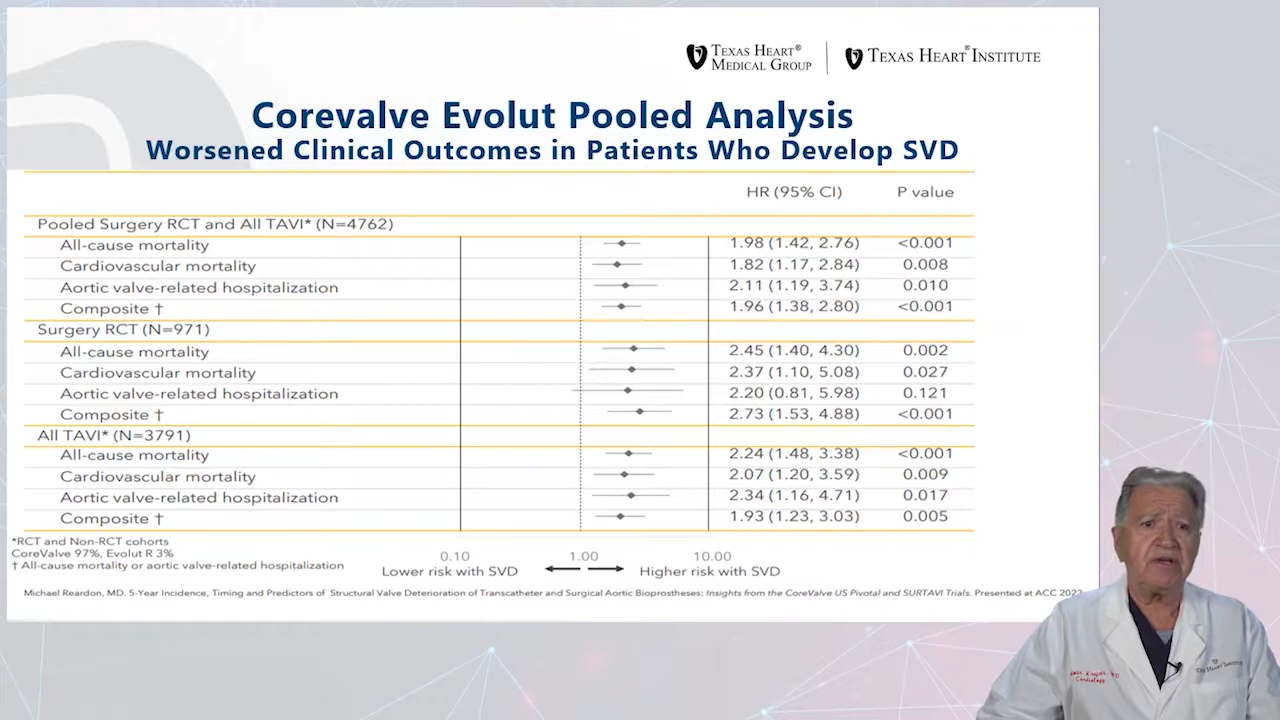 TEXAS HEART®
MEDICAL GROUP
TEXAS HEART® INSTITUTE
Corevalve Evolut Pooled Analysis
Worsened Clinical Outcomes in Patients Who Develop SVD
HR (95% CI) P value
Pooled Surgery RCT and All TAVI* (N=4762)
All-cause mortality 1.98 (1.42, 2.76) <0.001
Cardiovascular mortality 1.82 (1.17, 2.84) 0.008
Aortic valve-related hospitalization 2.11 (1.19, 3.74) 0.010
Composite † 1.96 (1.38, 2.80) <0.001
Surgery RCT (N=971)
All-cause mortality 2.45 (1.40, 4.30) 0.002
Cardiovascular mortality 2.37 (1.10, 5.08) 0.027
Aortic valve-related hospitalization 2.20 (0.81, 5.98) 0.121
Composite † 2.73 (1.53, 4.88) <0.001
All TAVI* (N=3791)
All-cause mortality 2.24 (1.48, 3.38) <0.001
Cardiovascular mortality 2.07 (1.20, 3.59) 0.009
Aortic valve-related hospitalization 2.34 (1.16, 4.71) 0.017
Composite † 1.93 (1.23, 3.03) 0.005
*RCT and Non-RCT cohorts
CoreValve 97%, Evolut R 3%
† All-cause mortality or aortic valve-related hospitalization
0.10 1.00 10.00
Lower risk with SVD Higher risk with SVD
Michael Reardon, MD. 5-Year Incidence, Timing and Predictors of Structural Valve Deterioration of Transcatheter and Surgical Aortic Bioprostheses: Insights from the CoreValve US Pivotal and SURTAVI Trials. Presented at ACC 2022
Cardiology